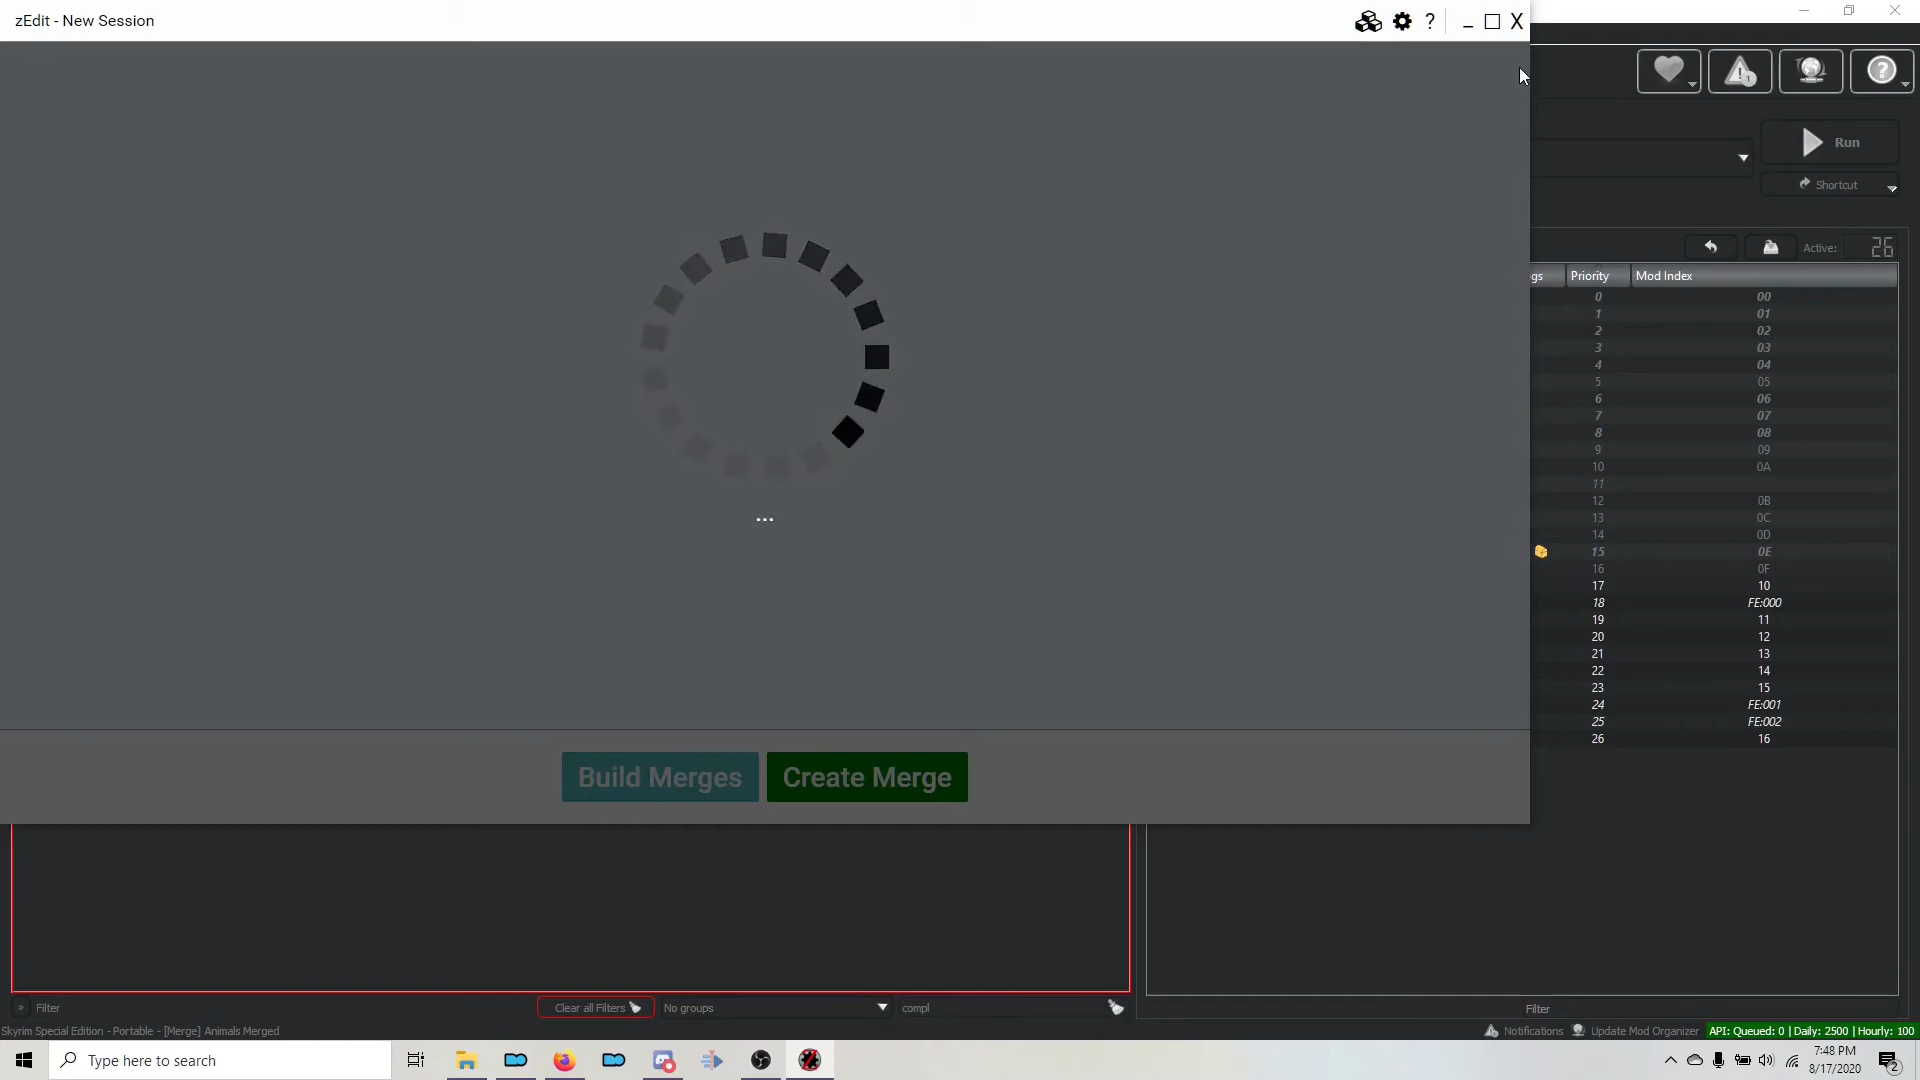 zEdit - New Session
? _ X
Run
Shortcut
Active: 26
gs Priority Mod Index
0 00
1 01
2 02
3 03
4 04
5 05
6 06
7 07
8 08
9 09
10 0A
11
12 0B
13 0C
14 0D
15 0E
16 0F
17 10
18 FE:000
19 11
20 12
21 13
22 14
23 15
24 FE:001
25 FE:002
26 16
...
Build Merges Create Merge
» Filter Clear all Filters No groups compl Filter
Skyrim Special Edition - Portable - [Merge] Animals Merged Notifications Update Mod Organizer API: Queued: 0 | Daily: 2500 | Hourly: 100
Type here to search
7:48 PM
8/17/2020
2